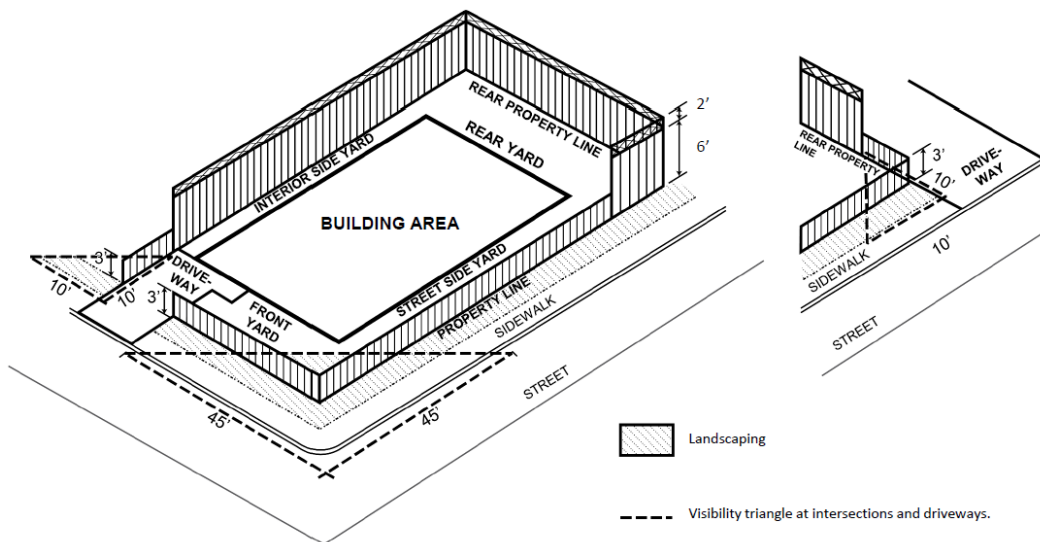 REAR PROPERTY LINE
REAR YARD
INTERIOR SIDE YARD
BUILDING AREA
2’
6’
3’
10’
10’
DRIVE-
WAY
3’
FRONT
YARD
STREET SIDE YARD
PROPERTY LINE
SIDEWALK
STREET
45’
45’
REAR PROPERTY
LINE
3’
10’
DRIVE-
WAY
10’
SIDEWALK
STREET
Landscaping
Visibility triangle at intersections and driveways.